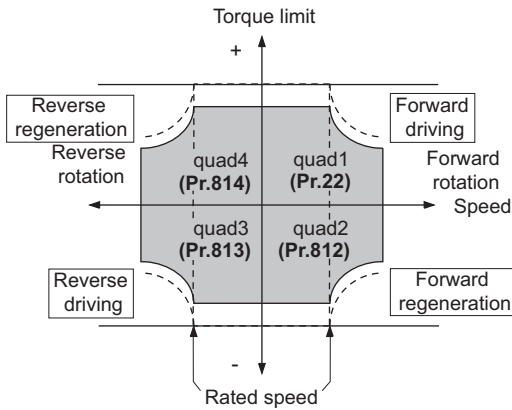 Torque limit
+
Reverse
regeneration
Forward
driving
Reverse
rotation
quad4
(Pr.814)
quad1
(Pr.22)
Forward
rotation
Speed
quad3
(Pr.813)
quad2
(Pr.812)
Reverse
driving
Forward
regeneration
-
Rated speed